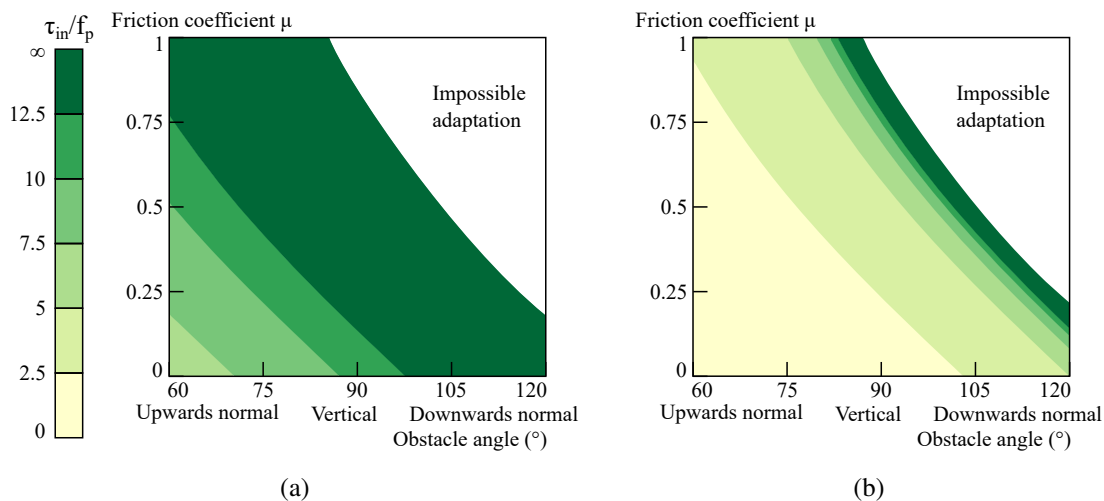 τin/fp
∞
12.5
10
7.5
5
2.5
0
Friction coefficient μ
1
0.75
0.5
0.25
0
Impossible
adaptation
60 75 90 105 120
Upwards normal Vertical Downwards normal
Obstacle angle (°)
(a)
Friction coefficient μ
1
0.75
0.5
0.25
0
Impossible
adaptation
60 75 90 105 120
Upwards normal Vertical Downwards normal
Obstacle angle (°)
(b)